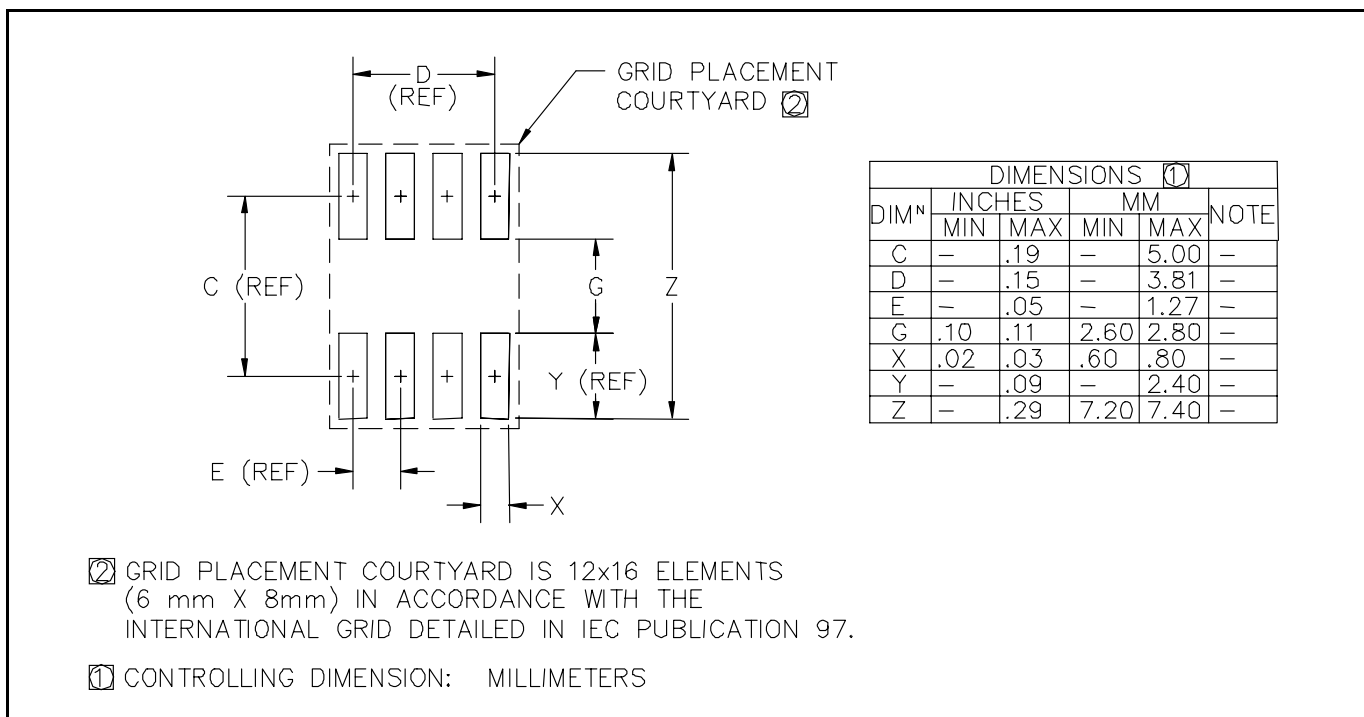 D
(REF)
GRID PLACEMENT
COURTYARD 2
C (REF)
G
Z
Y (REF)
E (REF)
X
DIMENSIONS 1
DIMᴺ INCHES MM NOTE
MIN MAX MIN MAX
C – .19 – 5.00 –
D – .15 – 3.81 –
E – .05 – 1.27 –
G .10 .11 2.60 2.80 –
X .02 .03 .60 .80 –
Y – .09 – 2.40 –
Z – .29 7.20 7.40 –
2 GRID PLACEMENT COURTYARD IS 12x16 ELEMENTS
(6 mm X 8mm) IN ACCORDANCE WITH THE
INTERNATIONAL GRID DETAILED IN IEC PUBLICATION 97.
1 CONTROLLING DIMENSION: MILLIMETERS